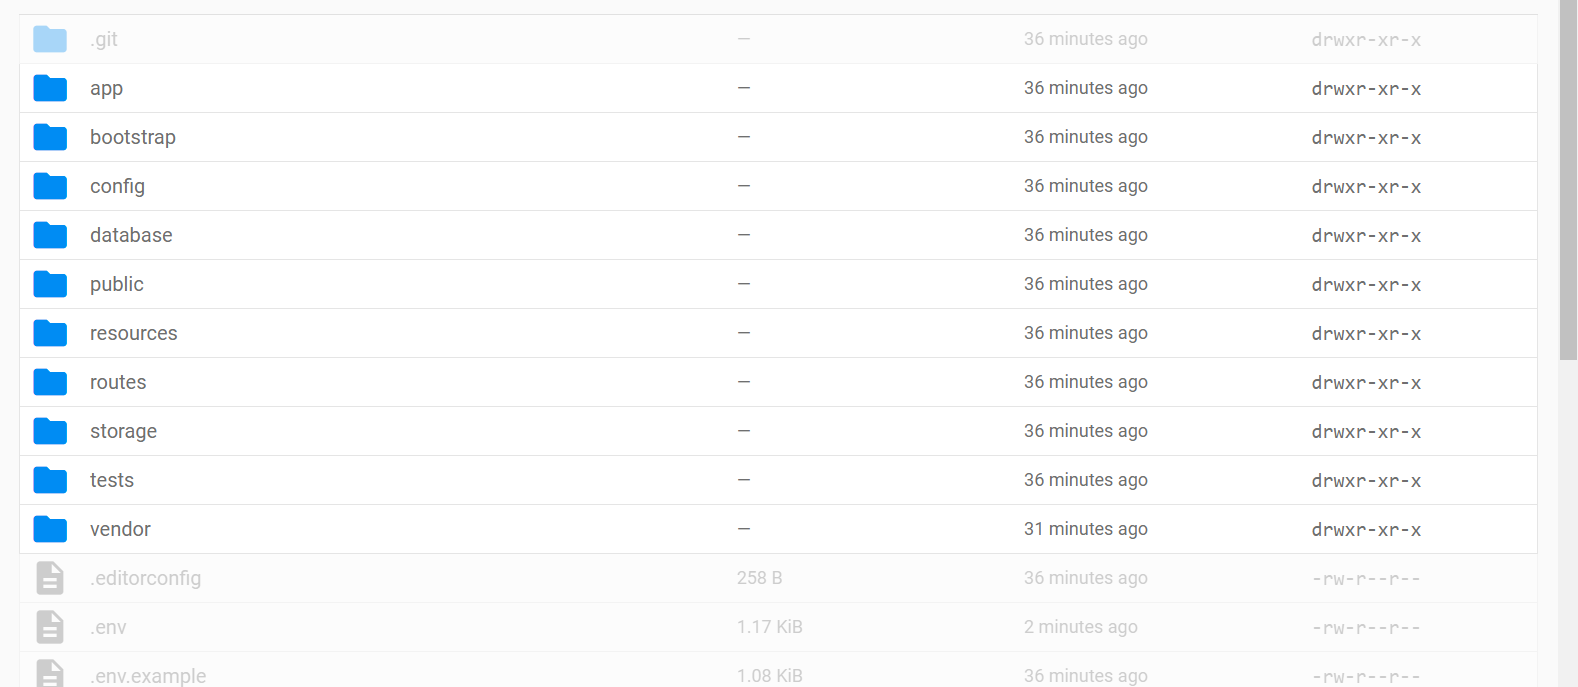 .git — 36 minutes ago drwxr-xr-x
app — 36 minutes ago drwxr-xr-x
bootstrap — 36 minutes ago drwxr-xr-x
config — 36 minutes ago drwxr-xr-x
database — 36 minutes ago drwxr-xr-x
public — 36 minutes ago drwxr-xr-x
resources — 36 minutes ago drwxr-xr-x
routes — 36 minutes ago drwxr-xr-x
storage — 36 minutes ago drwxr-xr-x
tests — 36 minutes ago drwxr-xr-x
vendor — 31 minutes ago drwxr-xr-x
.editorconfig 258 B 36 minutes ago -rw-r--r--
.env 1.17 KiB 2 minutes ago -rw-r--r--
.env.example 1.08 KiB 36 minutes ago -rw-r--r--